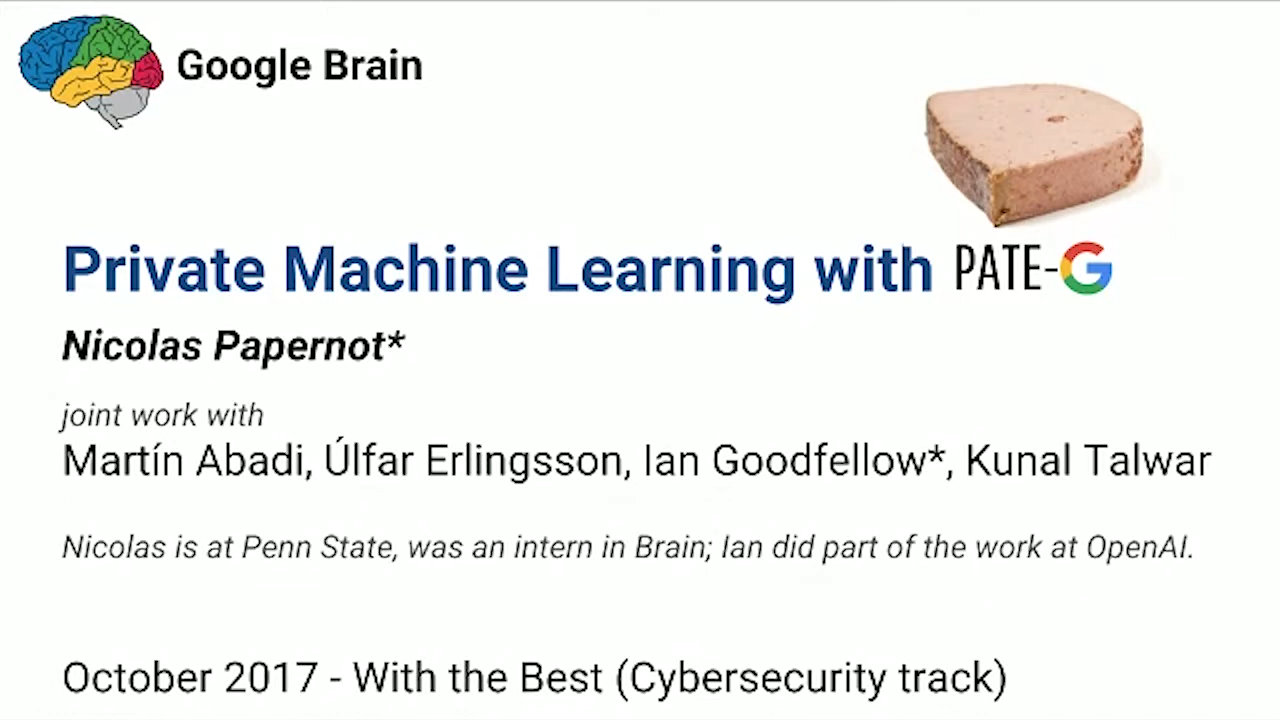 Google Brain
Private Machine Learning with PATE-G
Nicolas Papernot*
joint work with
Martín Abadi, Úlfar Erlingsson, Ian Goodfellow*, Kunal Talwar
Nicolas is at Penn State, was an intern in Brain; Ian did part of the work at OpenAI.
October 2017 - With the Best (Cybersecurity track)